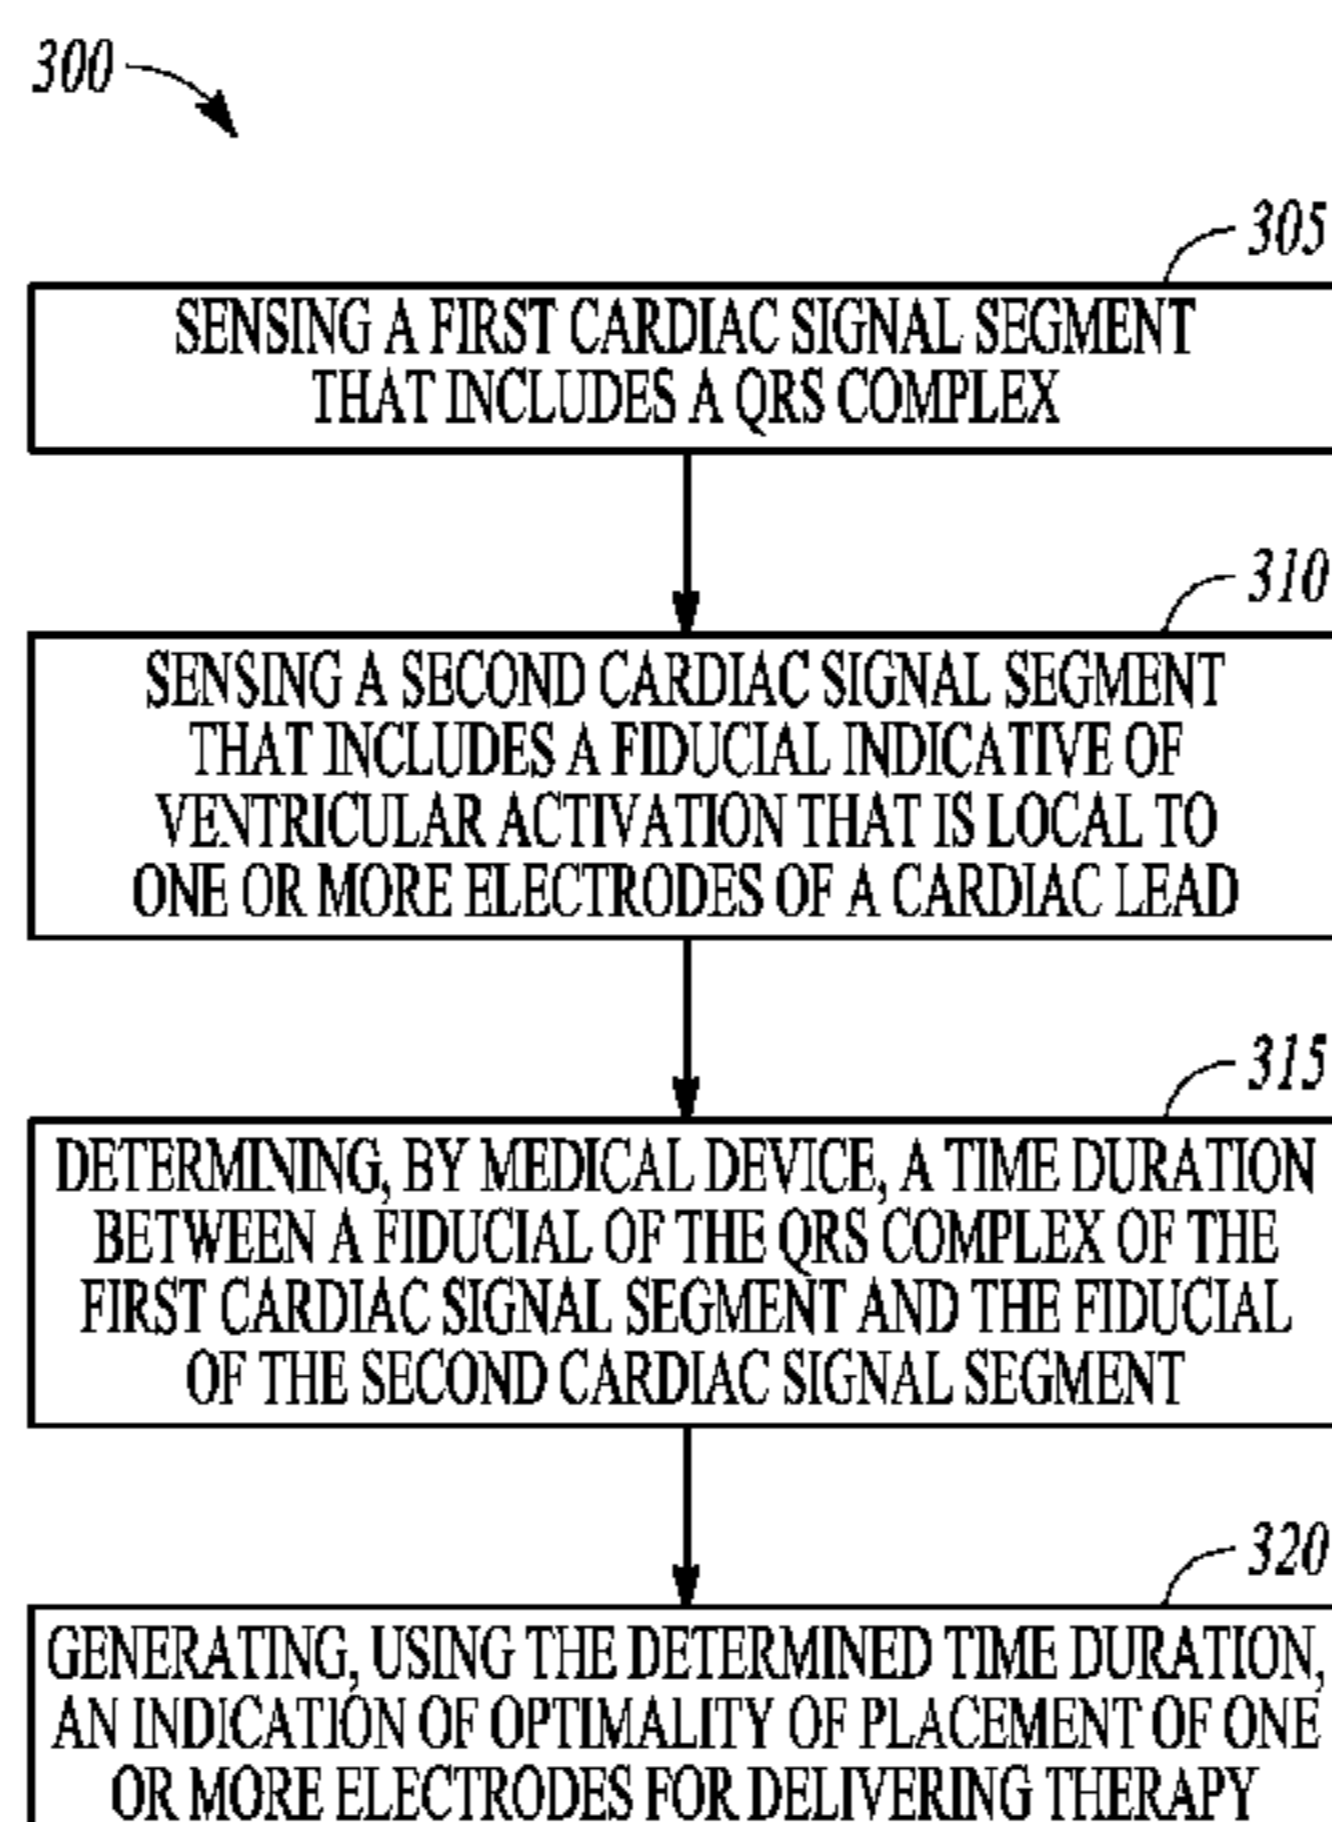 300
305
SENSING A FIRST CARDIAC SIGNAL SEGMENT
THAT INCLUDES A QRS COMPLEX
310
SENSING A SECOND CARDIAC SIGNAL SEGMENT
THAT INCLUDES A FIDUCIAL INDICATIVE OF
VENTRICULAR ACTIVATION THAT IS LOCAL TO
ONE OR MORE ELECTRODES OF A CARDIAC LEAD
315
DETERMINING, BY MEDICAL DEVICE, A TIME DURATION
BETWEEN A FIDUCIAL OF THE QRS COMPLEX OF THE
FIRST CARDIAC SIGNAL SEGMENT AND THE FIDUCIAL
OF THE SECOND CARDIAC SIGNAL SEGMENT
320
GENERATING, USING THE DETERMINED TIME DURATION,
AN INDICATION OF OPTIMALITY OF PLACEMENT OF ONE
OR MORE ELECTRODES FOR DELIVERING THERAPY